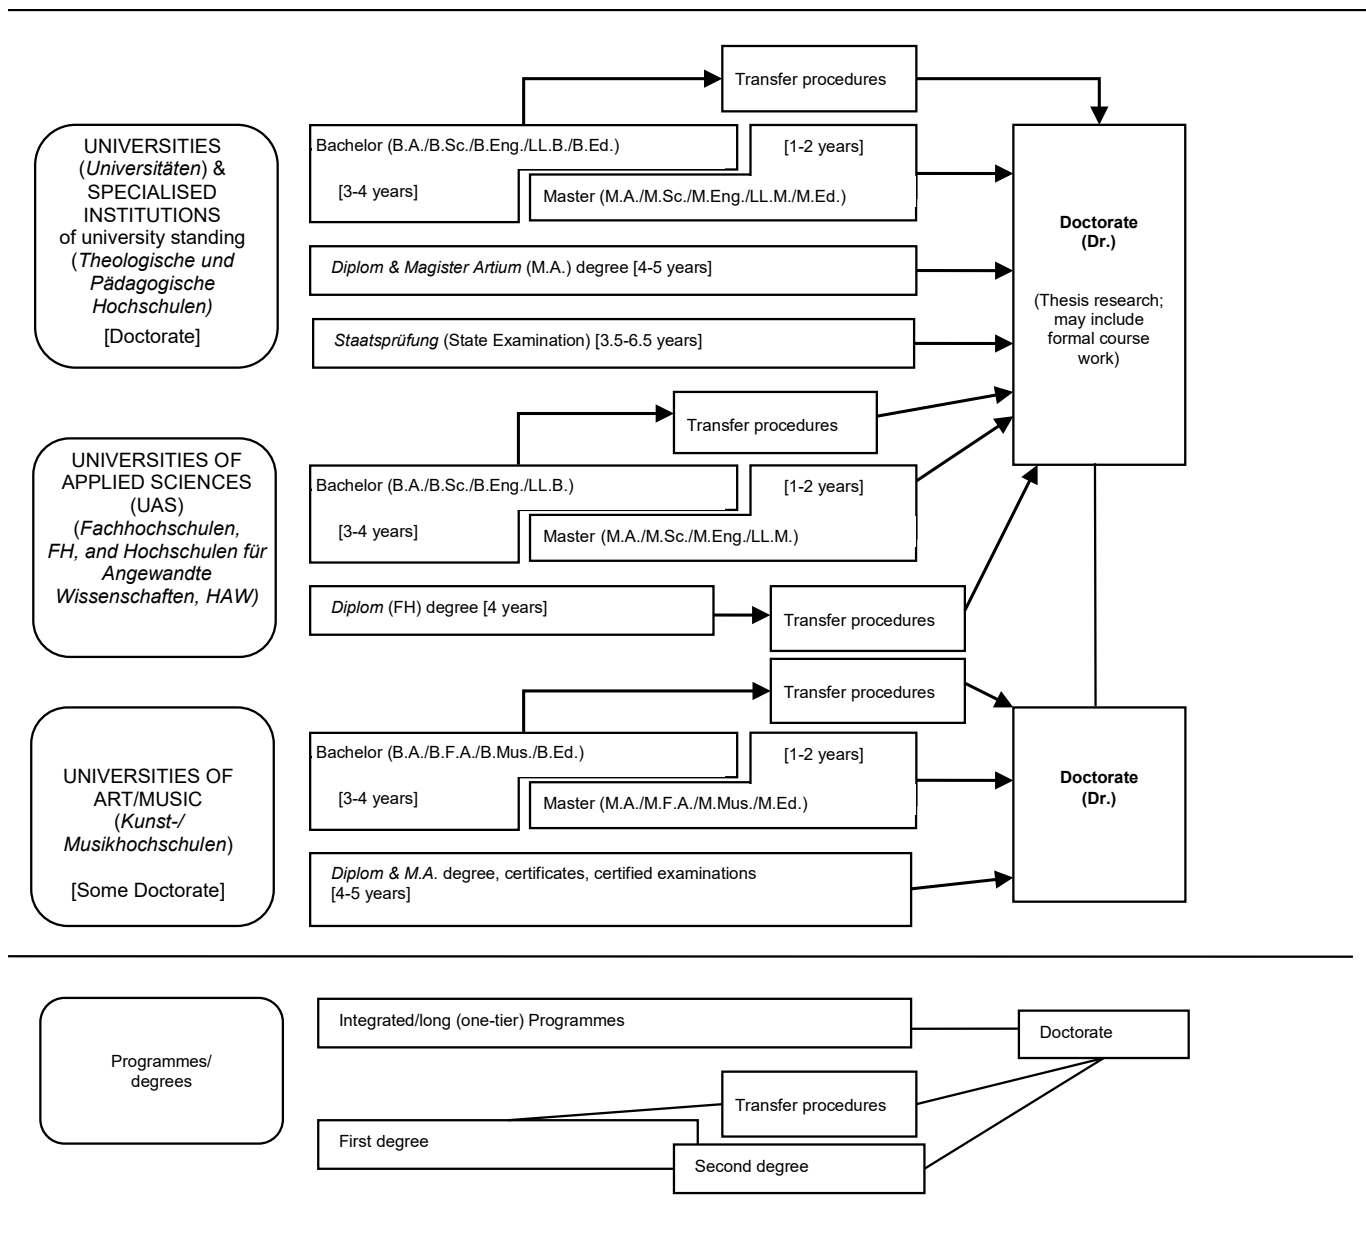 Transfer procedures
UNIVERSITIES
(Universitäten) &
SPECIALISED
INSTITUTIONS
of university standing
(Theologische und
Pädagogische
Hochschulen)
[Doctorate]
Bachelor (B.A./B.Sc./B.Eng./LL.B./B.Ed.)
[3-4 years]
[1-2 years]
Master (M.A./M.Sc./M.Eng./LL.M./M.Ed.)
Diplom & Magister Artium (M.A.) degree [4-5 years]
Staatsprüfung (State Examination) [3.5-6.5 years]
Doctorate
(Dr.)
(Thesis research;
may include
formal course
work)
Transfer procedures
UNIVERSITIES OF
APPLIED SCIENCES
(UAS)
(Fachhochschulen,
FH, and Hochschulen für
Angewandte
Wissenschaften, HAW)
Bachelor (B.A./B.Sc./B.Eng./LL.B.)
[3-4 years]
[1-2 years]
Master (M.A./M.Sc./M.Eng./LL.M.)
Diplom (FH) degree [4 years]
Transfer procedures
Transfer procedures
UNIVERSITIES OF
ART/MUSIC
(Kunst-/
Musikhochschulen)
[Some Doctorate]
Bachelor (B.A./B.F.A./B.Mus./B.Ed.)
[3-4 years]
[1-2 years]
Master (M.A./M.F.A./M.Mus./M.Ed.)
Diplom & M.A. degree, certificates, certified examinations
[4-5 years]
Doctorate
(Dr.)
Programmes/
degrees
Integrated/long (one-tier) Programmes
Doctorate
Transfer procedures
First degree
Second degree